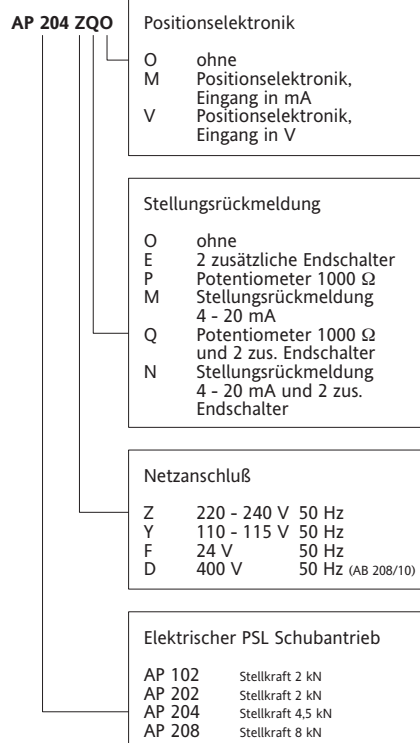 AP 204 ZQO
Positionselektronik
O ohne
M Positionselektronik,
Eingang in mA
V Positionselektronik,
Eingang in V
Stellungsrückmeldung
O ohne
E 2 zusätzliche Endschalter
P Potentiometer 1000 Ω
M Stellungsrückmeldung
4 - 20 mA
Q Potentiometer 1000 Ω
und 2 zus. Endschalter
N Stellungsrückmeldung
4 - 20 mA und 2 zus.
Endschalter
Netzanschluß
Z 220 - 240 V 50 Hz
Y 110 - 115 V 50 Hz
F 24 V 50 Hz
D 400 V 50 Hz (AB 208/10)
Elektrischer PSL Schubantrieb
AP 102 Stellkraft 2 kN
AP 202 Stellkraft 2 kN
AP 204 Stellkraft 4,5 kN
AP 208 Stellkraft 8 kN